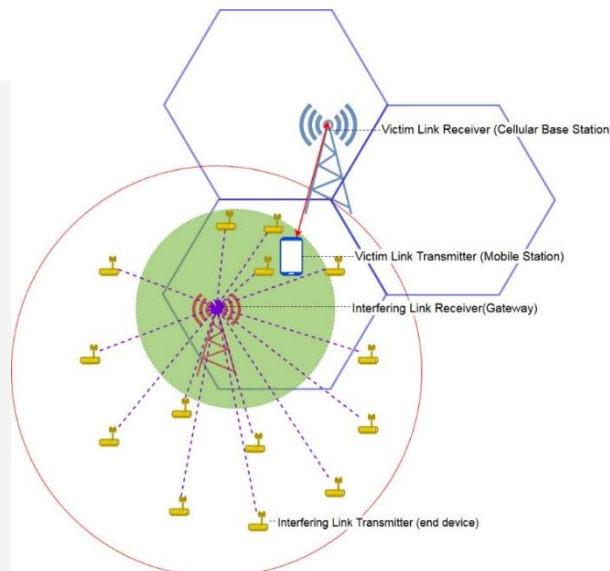 Victim Link Receiver (Cellular Base Station
Victim Link Transmitter (Mobile Station)
Interfering Link Receiver(Gateway)
Interfering Link Transmitter (end device)